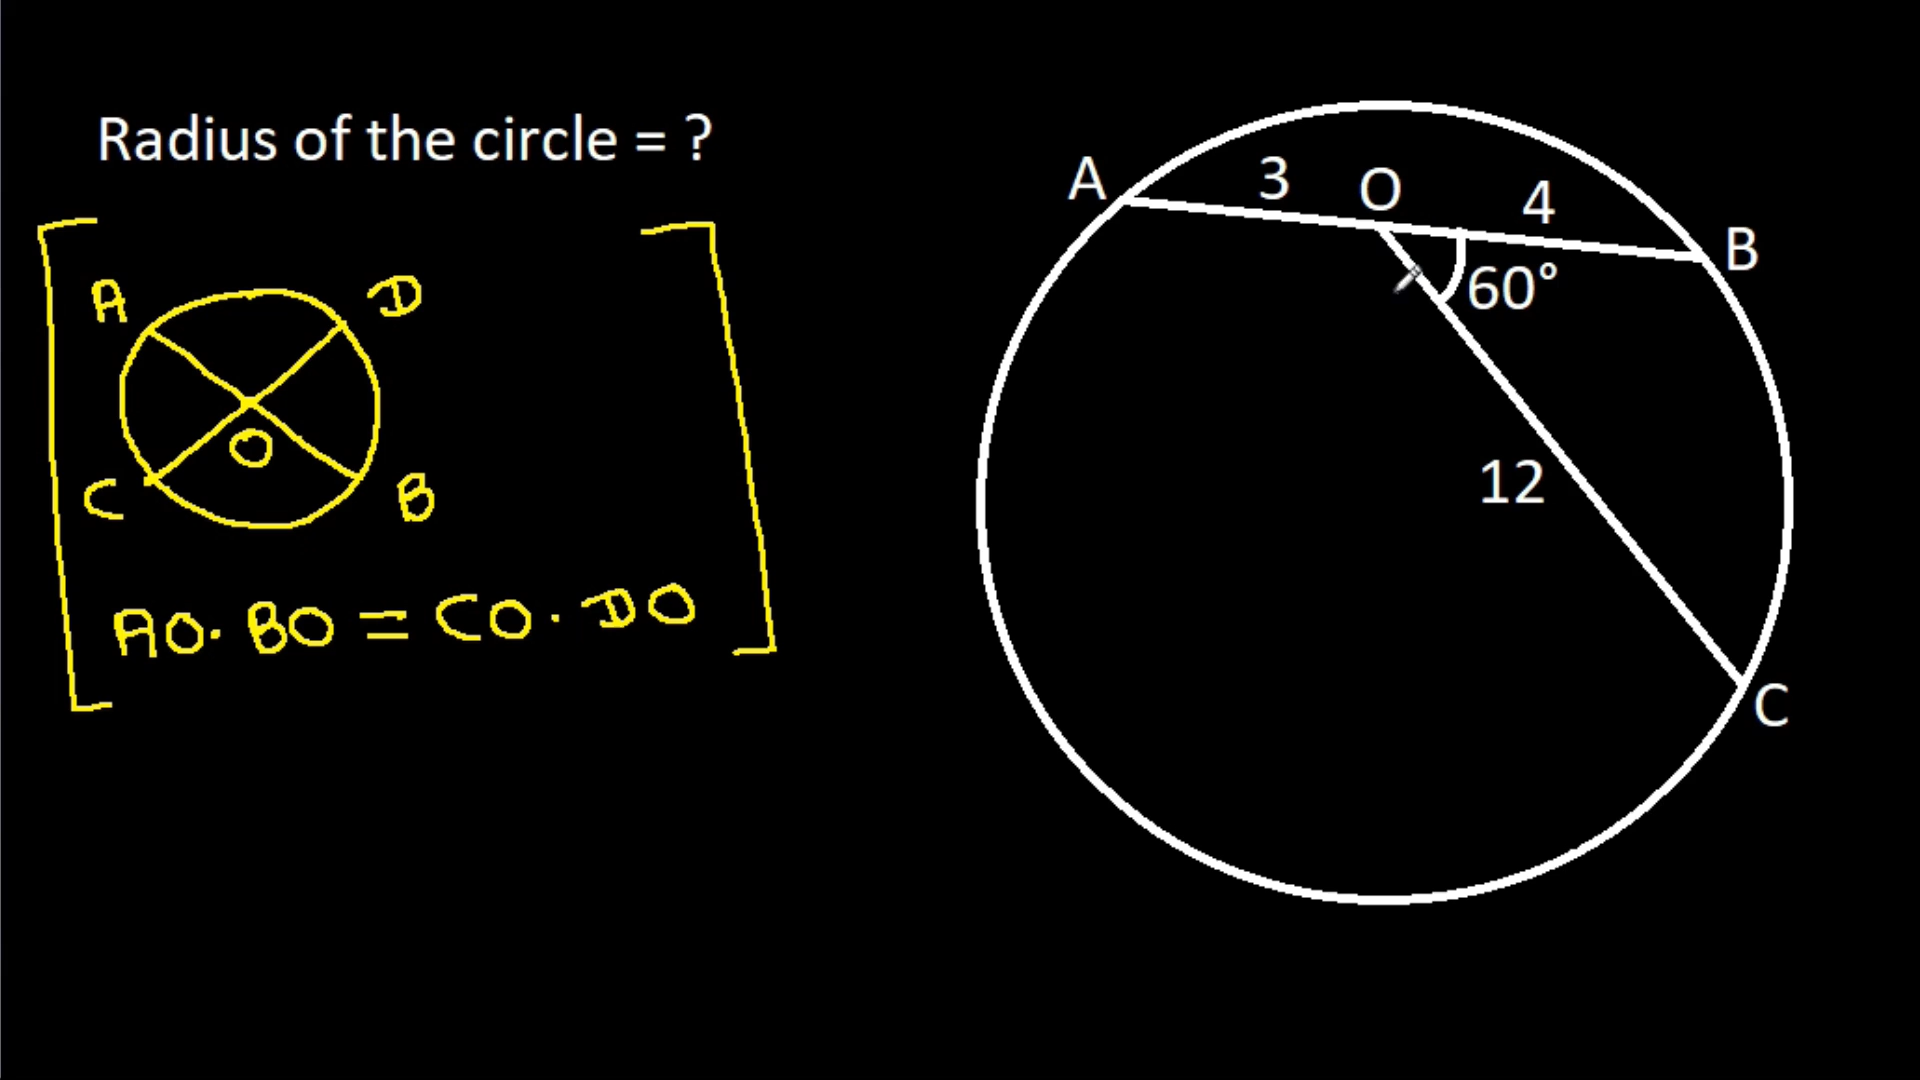 Radius of the circle = ?
A
D
O
C
B
AO·BO = CO·DO
A
3
O
4
B
60°
12
C